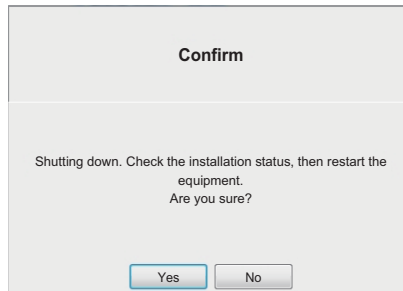 Confirm
Shutting down. Check the installation status, then restart the
equipment.
Are you sure?
Yes
No